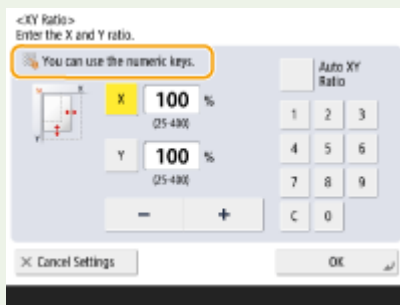 <XY Ratio>
Enter the X and Y ratio.
You can use the numeric keys.
Auto XY
Ratio
X 100 %
(25-400)
1 2 3
Y 100 %
(25-400)
4 5 6
7 8 9
- +
C 0
× Cancel Settings
OK